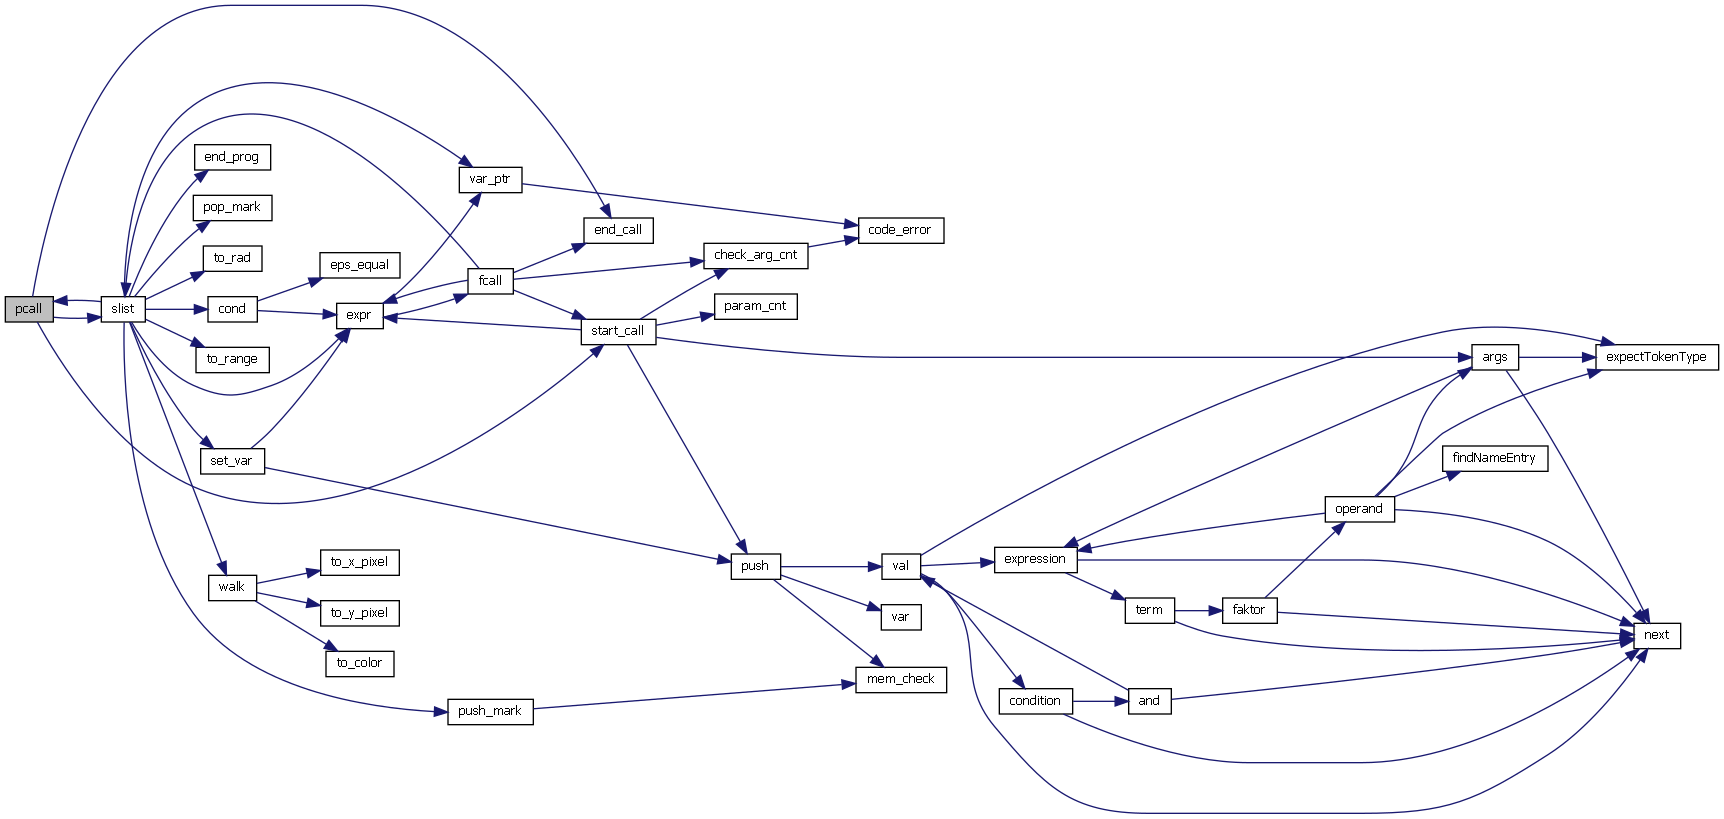 pcall
slist
end_prog
pop_mark
to_rad
cond
to_range
set_var
walk
eps_equal
expr
to_x_pixel
to_y_pixel
to_color
push_mark
var_ptr
fcall
end_call
start_call
check_arg_cnt
param_cnt
push
code_error
val
var
mem_check
expression
condition
term
and
faktor
operand
args
findNameEntry
expectTokenType
next